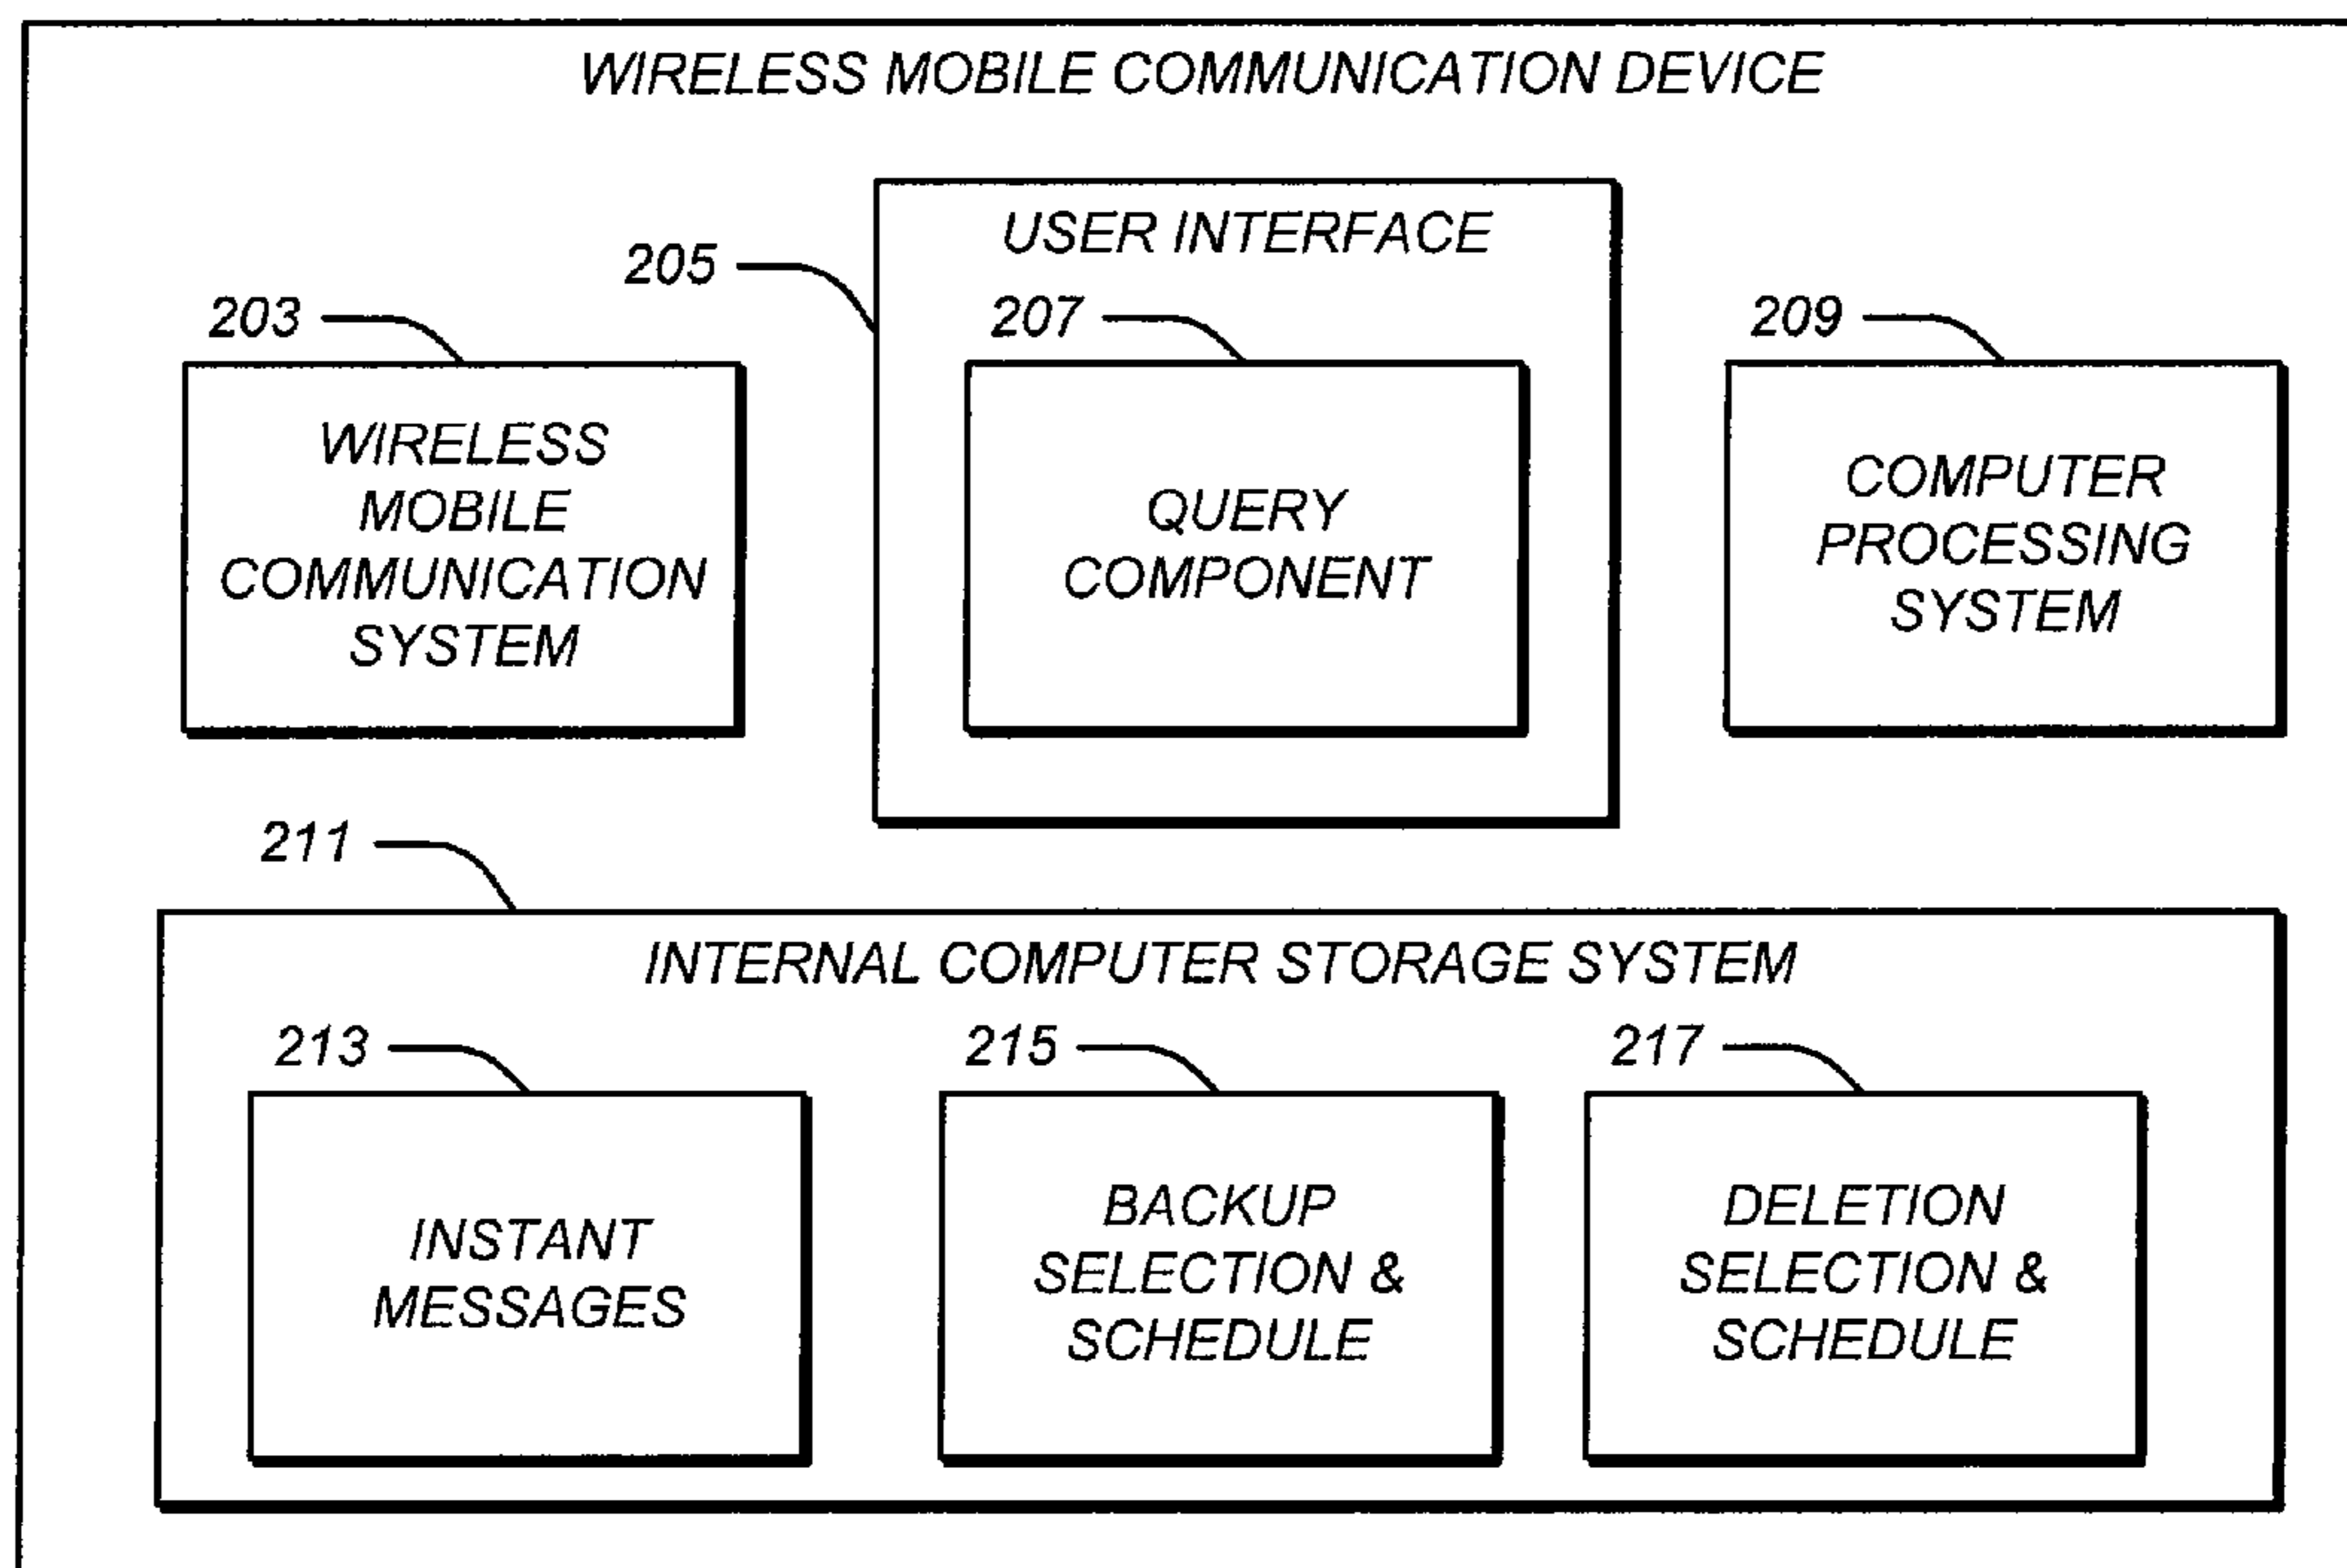 WIRELESS MOBILE COMMUNICATION DEVICE
USER INTERFACE
205
203
207
209
WIRELESS
MOBILE
COMMUNICATION
SYSTEM
QUERY
COMPONENT
COMPUTER
PROCESSING
SYSTEM
211
INTERNAL COMPUTER STORAGE SYSTEM
213
215
217
INSTANT
MESSAGES
BACKUP
SELECTION &
SCHEDULE
DELETION
SELECTION &
SCHEDULE